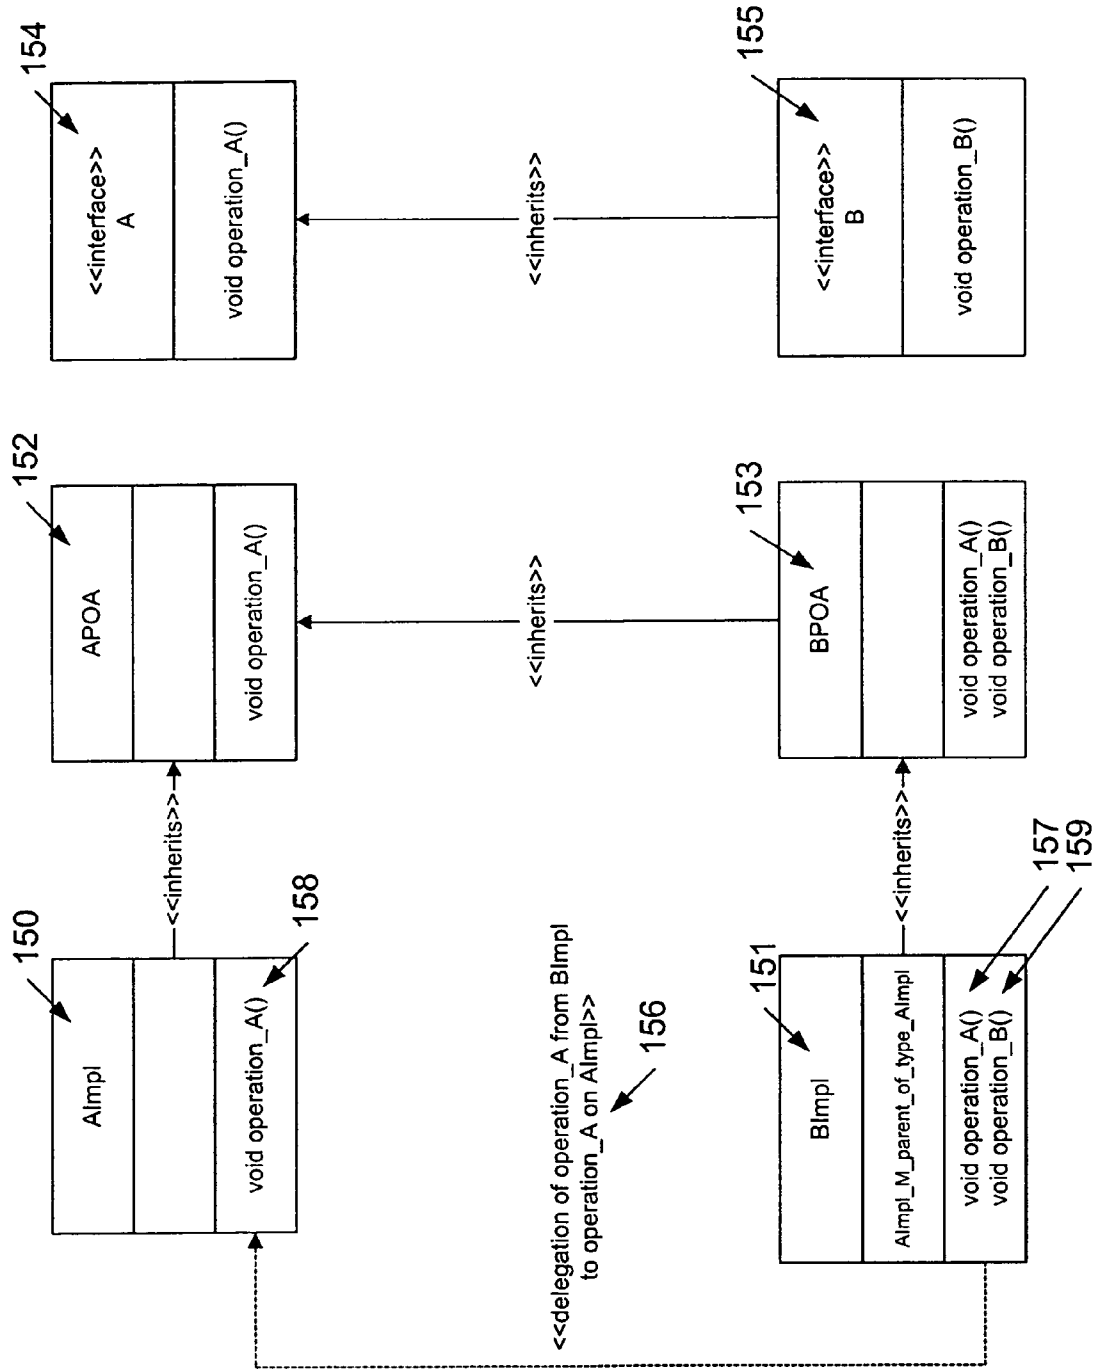 150
AImpl
void operation_A()
158
<<inherits>>
152
APOA
void operation_A()
154
<<interface>>
A
void operation_A()
<<delegation of operation_A from BImpl
to operation_A on AImpl>>
156
<<inherits>>
<<inherits>>
151
BImpl
AImpl_M_parent_of_type_AImpl
void operation_A()
void operation_B()
157
159
<<inherits>>
153
BPOA
void operation_A()
void operation_B()
155
<<interface>>
B
void operation_B()